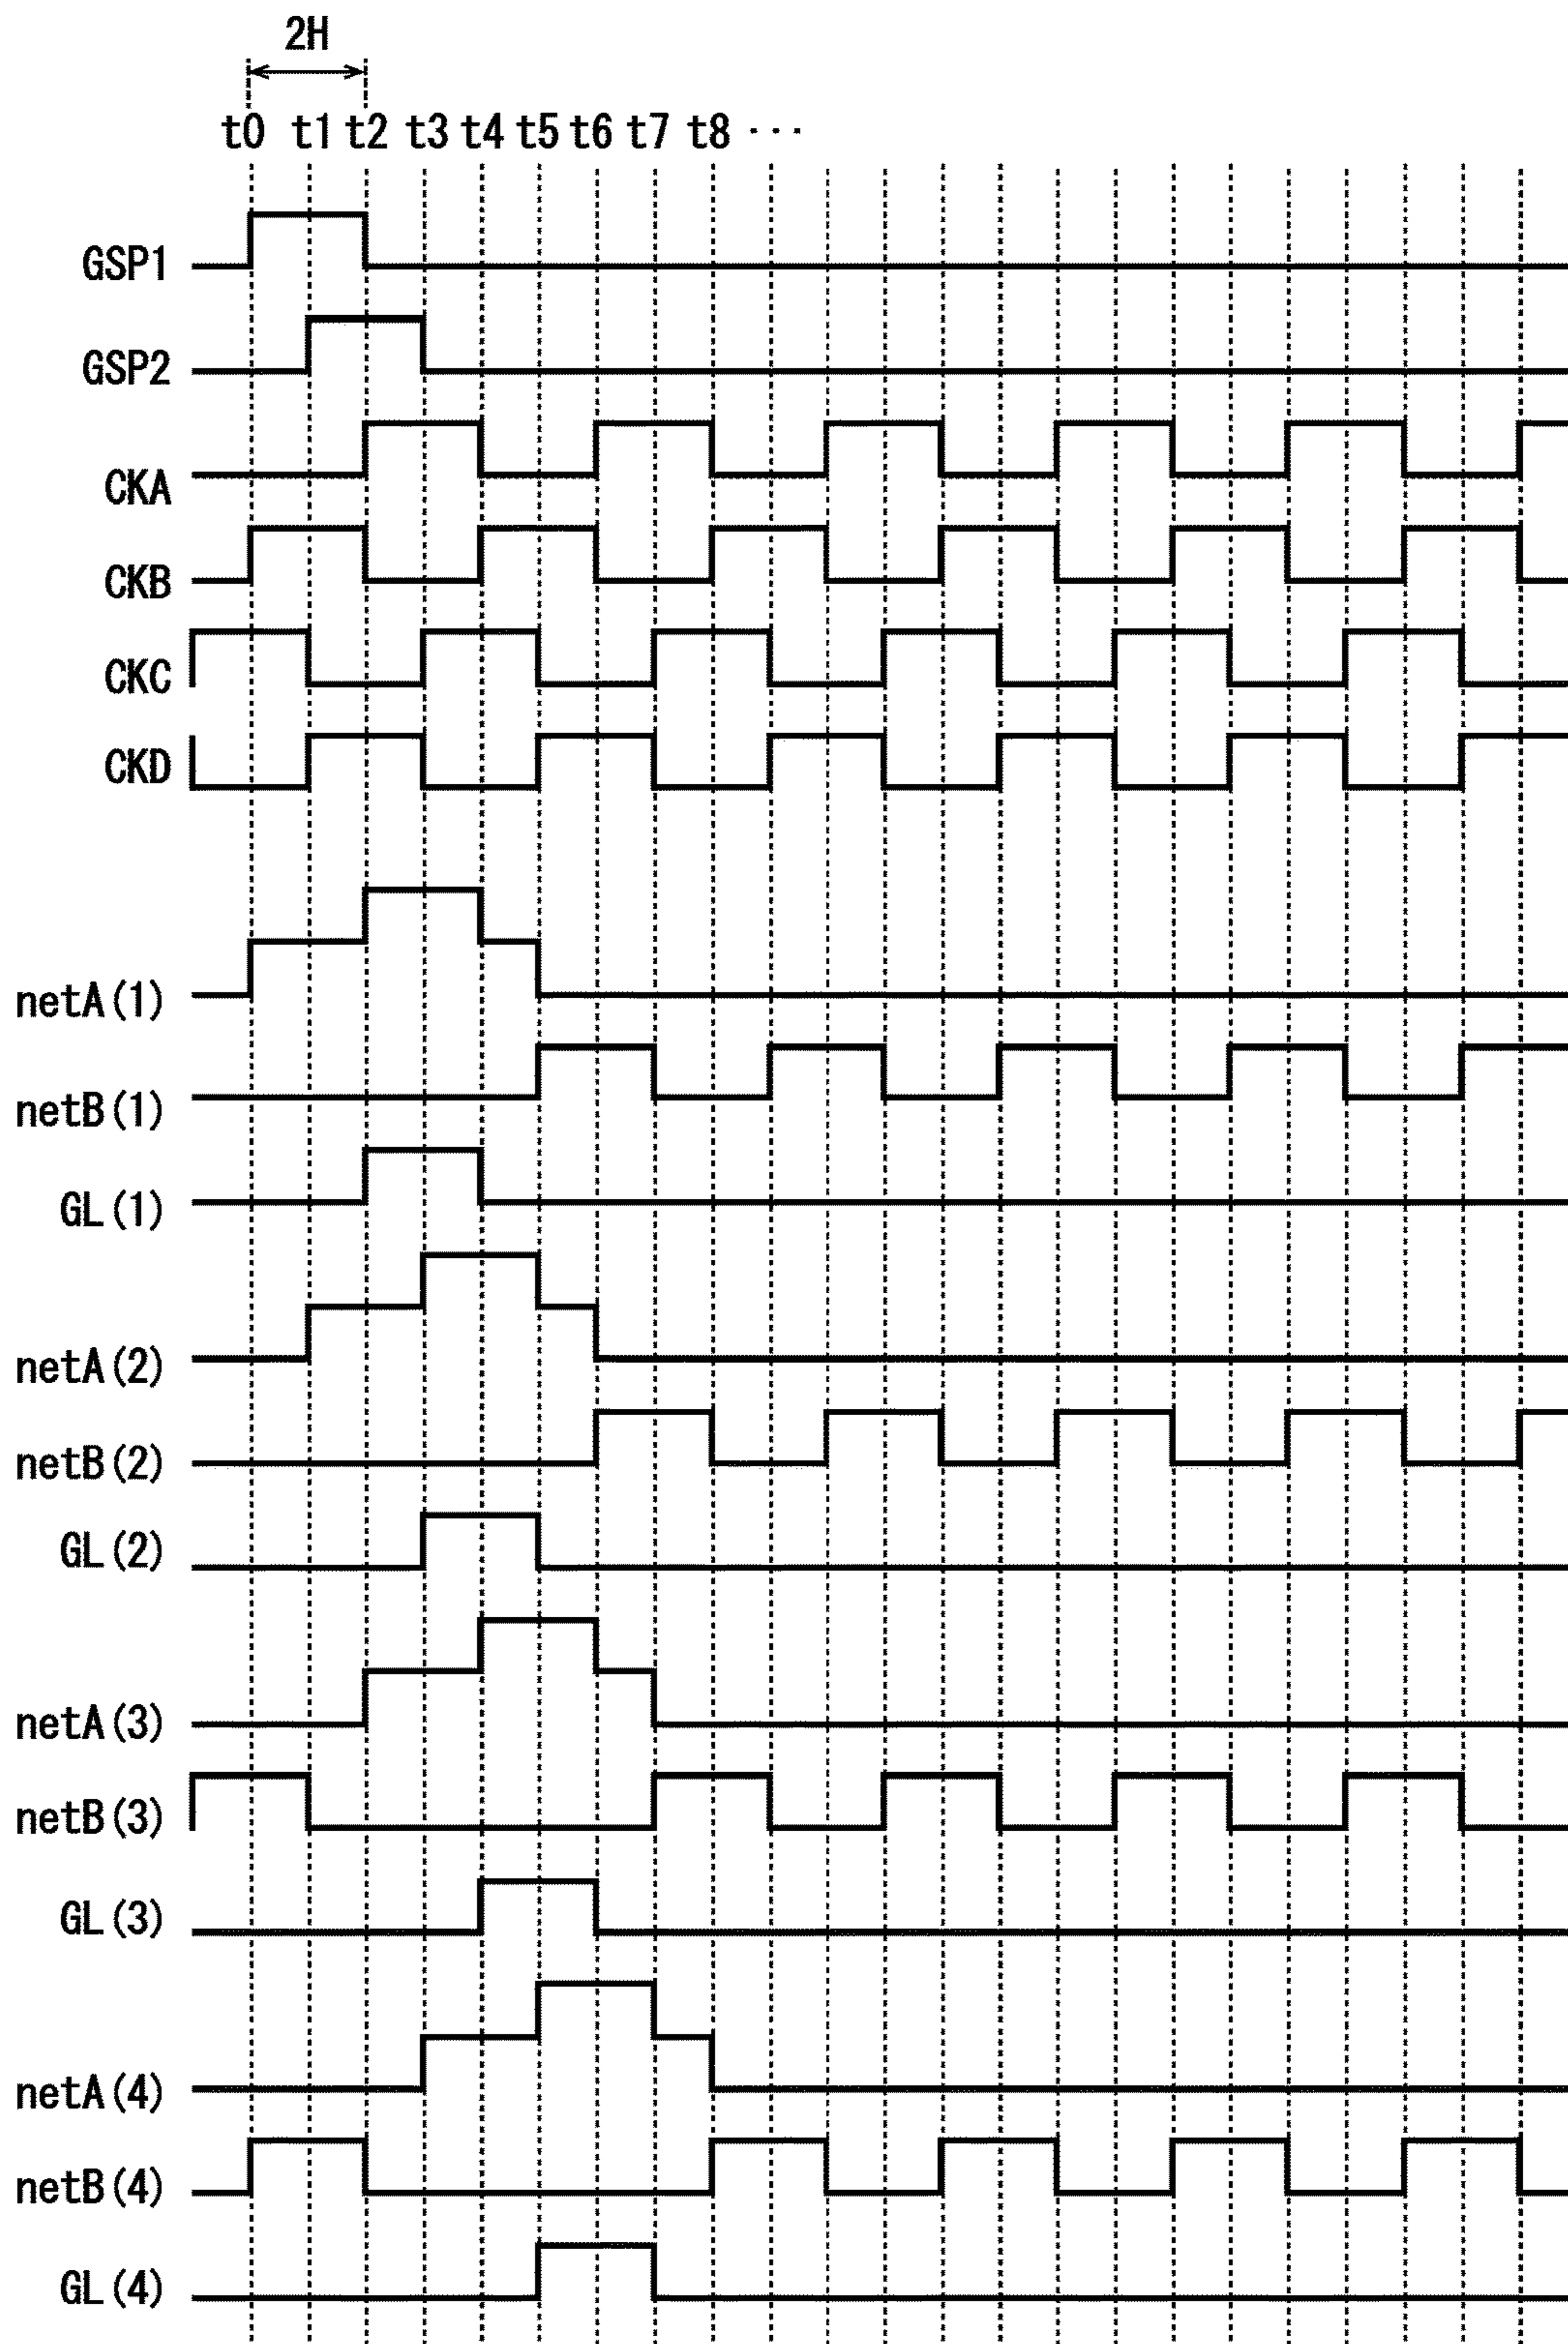 2H
t0 t1 t2 t3 t4 t5 t6 t7 t8 ···
GSP1
GSP2
CKA
CKB
CKC
CKD
netA(1)
netB(1)
GL(1)
netA(2)
netB(2)
GL(2)
netA(3)
netB(3)
GL(3)
netA(4)
netB(4)
GL(4)